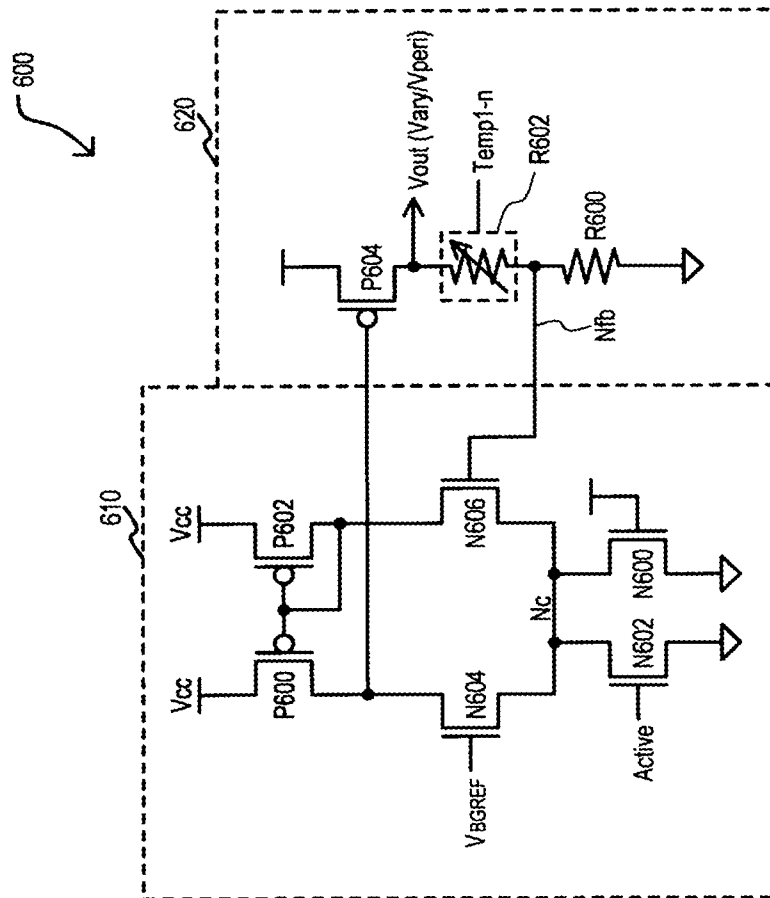 600
610
620
Vcc
Vcc
P600
P602
P604
Vout (Vary/Vperi)
Temp1-n
R602
R600
Nfb
N604
N606
VBGREF
Nc
N602
N600
Active